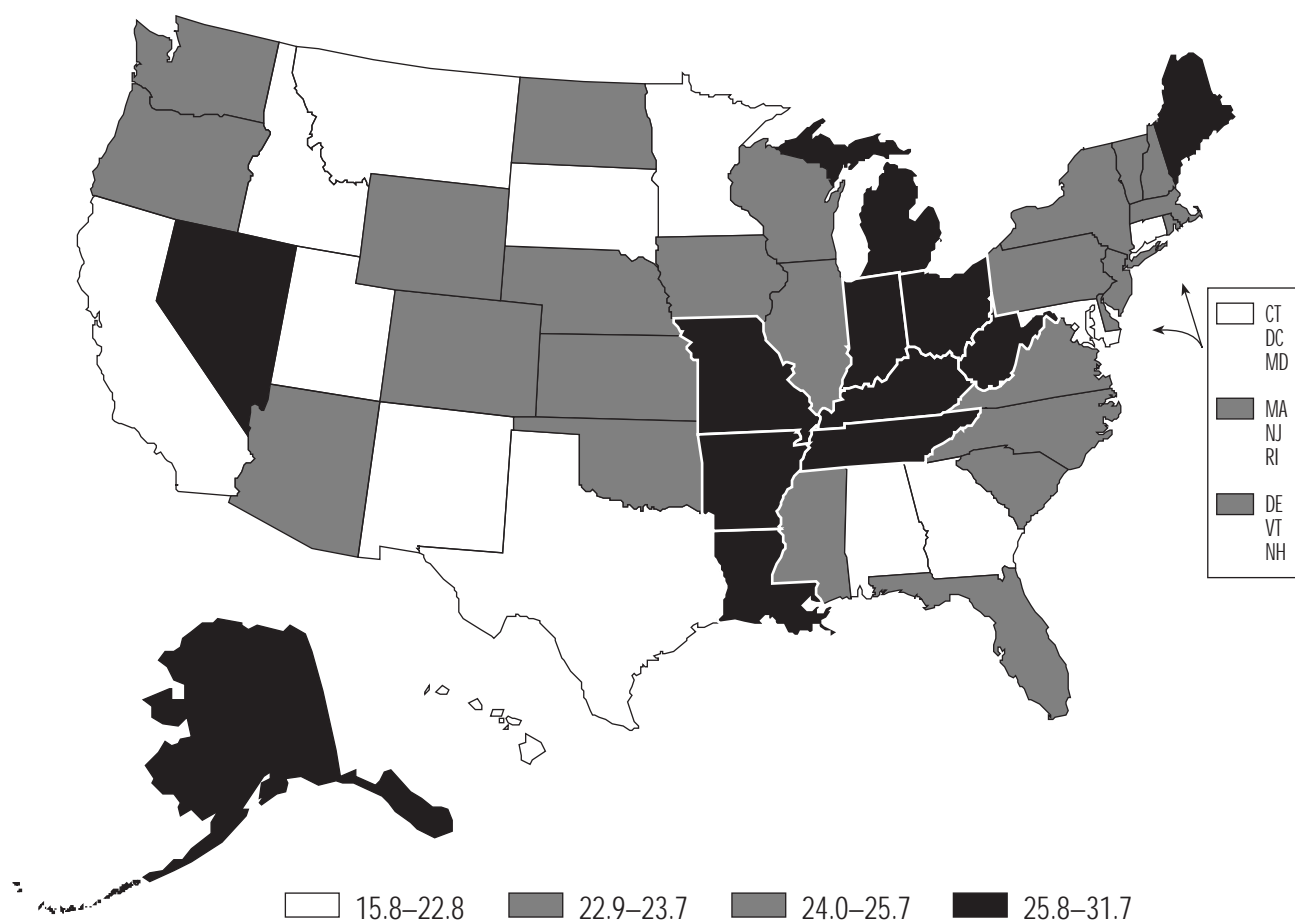 CT
DC
MD
MA
NJ
RI
DE
VT
NH
15.8–22.8 22.9–23.7 24.0–25.7 25.8–31.7